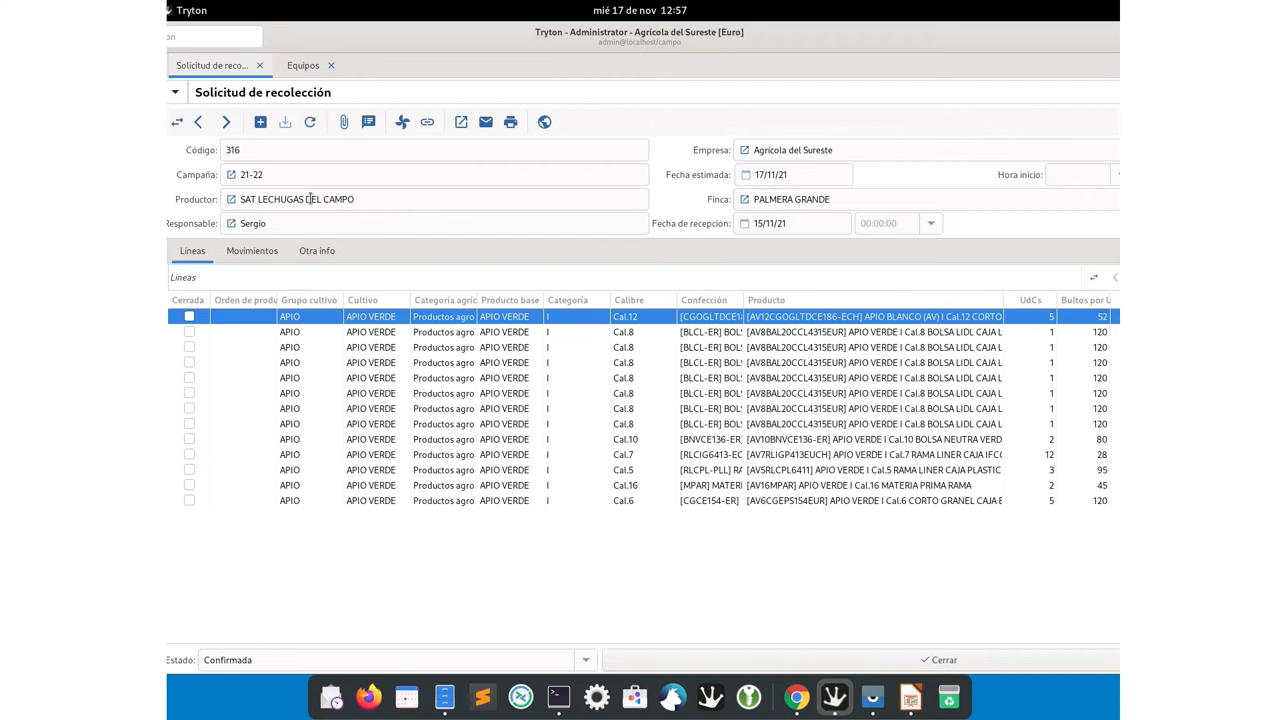 Tryton
mié 17 de nov 12:57
Tryton - Administrator - Agrícola del Sureste [Euro]
admin@localhost/campo
Solicitud de reco...
Equipos
Solicitud de recolección
Código: 316
Empresa: Agrícola del Sureste
Campaña: 21-22
Fecha estimada: 17/11/21
Hora inicio:
Productor: SAT LECHUGAS DEL CAMPO
Finca: PALMERA GRANDE
Responsable: Sergio
Fecha de recepción: 15/11/21 00:00:00
Líneas Movimientos Otra info
Líneas
Cerrada Orden de produ Grupo cultivo Cultivo Categoría agríc Producto base Categoría Calibre Confección Producto UdCs Bultos por U
APIO APIO VERDE Productos agro APIO VERDE I Cal.12 [CGOGLTDCE1 [AV12CGOGLTDCE186-ECH] APIO BLANCO (AV) I Cal.12 CORTO 5 52
APIO APIO VERDE Productos agro APIO VERDE I Cal.8 [BLCL-ER] BOL [AV8BAL20CCL4315EUR] APIO VERDE I Cal.8 BOLSA LIDL CAJA L 1 120
APIO APIO VERDE Productos agro APIO VERDE I Cal.8 [BLCL-ER] BOL [AV8BAL20CCL4315EUR] APIO VERDE I Cal.8 BOLSA LIDL CAJA L 1 120
APIO APIO VERDE Productos agro APIO VERDE I Cal.8 [BLCL-ER] BOL [AV8BAL20CCL4315EUR] APIO VERDE I Cal.8 BOLSA LIDL CAJA L 1 120
APIO APIO VERDE Productos agro APIO VERDE I Cal.8 [BLCL-ER] BOL [AV8BAL20CCL4315EUR] APIO VERDE I Cal.8 BOLSA LIDL CAJA L 1 120
APIO APIO VERDE Productos agro APIO VERDE I Cal.8 [BLCL-ER] BOL [AV8BAL20CCL4315EUR] APIO VERDE I Cal.8 BOLSA LIDL CAJA L 1 120
APIO APIO VERDE Productos agro APIO VERDE I Cal.8 [BLCL-ER] BOL [AV8BAL20CCL4315EUR] APIO VERDE I Cal.8 BOLSA LIDL CAJA L 1 120
APIO APIO VERDE Productos agro APIO VERDE I Cal.8 [BLCL-ER] BOL [AV8BAL20CCL4315EUR] APIO VERDE I Cal.8 BOLSA LIDL CAJA L 1 120
APIO APIO VERDE Productos agro APIO VERDE I Cal.10 [BNVCE136-ER] [AV10BNVCE136-ER] APIO VERDE I Cal.10 BOLSA NEUTRA VERD 2 80
APIO APIO VERDE Productos agro APIO VERDE I Cal.7 [RLCIG6413-EC [AV7RLIGP413EUCH] APIO VERDE I Cal.7 RAMA LINER CAJA IFCO 12 28
APIO APIO VERDE Productos agro APIO VERDE I Cal.5 [RLCPL-PLL] RA [AV5RLCPL6411] APIO VERDE I Cal.5 RAMA LINER CAJA PLASTIC 3 95
APIO APIO VERDE Productos agro APIO VERDE I Cal.16 [MPAR] MATERI [AV16MPAR] APIO VERDE I Cal.16 MATERIA PRIMA RAMA 2 45
APIO APIO VERDE Productos agro APIO VERDE I Cal.6 [CGCE154-ER] [AV6CGEPS154EUR] APIO VERDE I Cal.6 CORTO GRANEL CAJA E 5 120
Estado: Confirmada
Cerrar